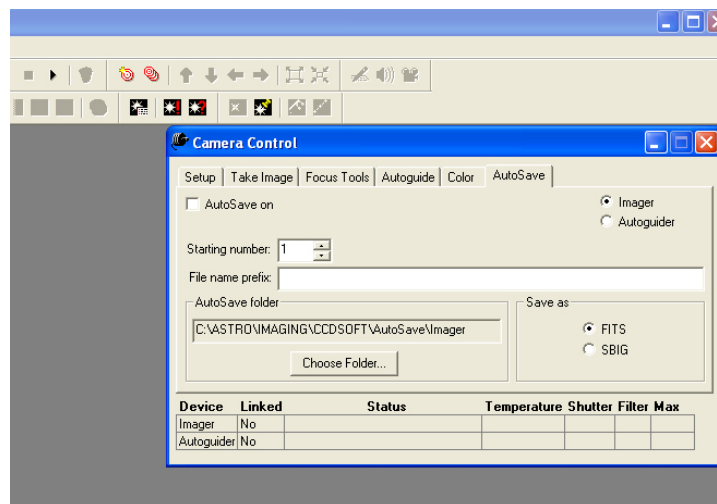 Camera Control
Setup Take Image Focus Tools Autoguide Color AutoSave
AutoSave on
Imager
Autoguider
Starting number: 1
File name prefix:
AutoSave folder
Save as
C:\ASTRO\IMAGING\CCDSOFT\AutoSave\Imager
FITS
SBIG
Choose Folder...
Device Linked Status Temperature Shutter Filter Max
Imager No
Autoguider No